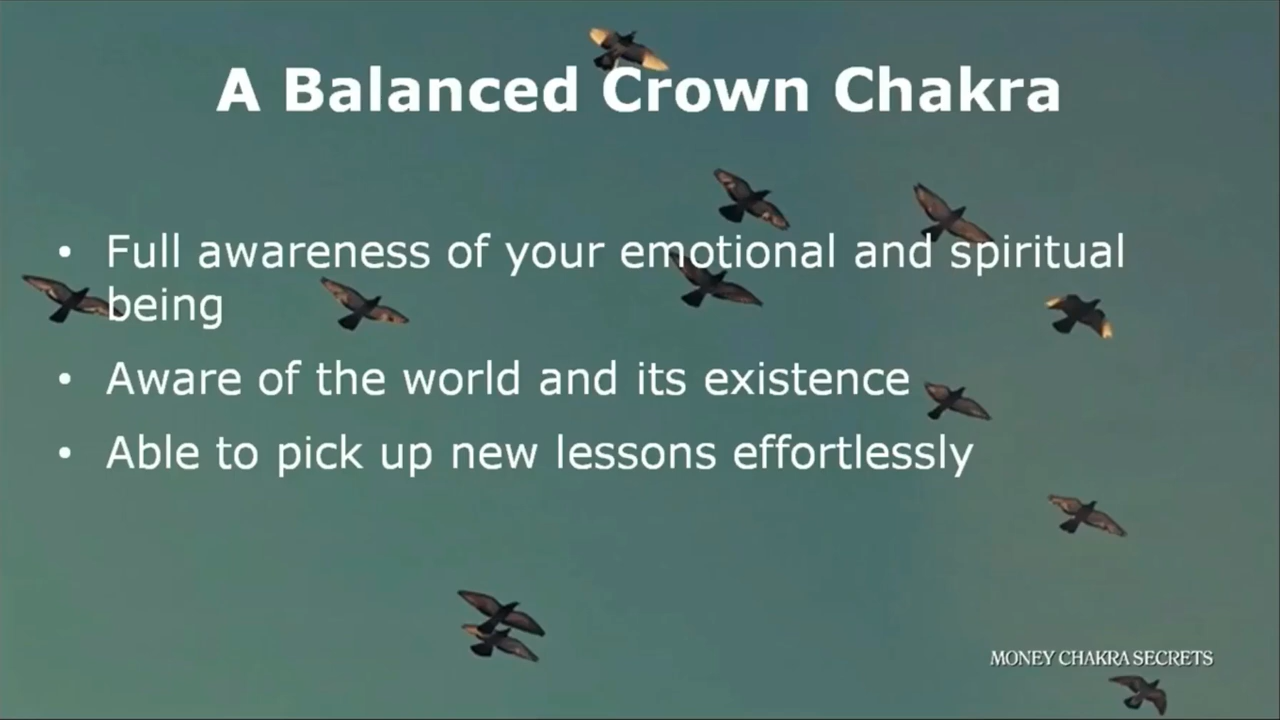 A Balanced Crown Chakra
• Full awareness of your emotional and spiritual
being
• Aware of the world and its existence
• Able to pick up new lessons effortlessly
MONEY CHAKRA SECRETS